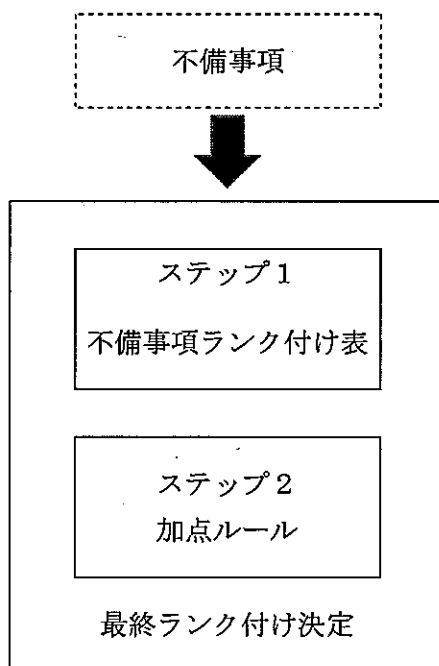 不備事項
ステップ１
不備事項ランク付け表
ステップ２
加点ルール
最終ランク付け決定